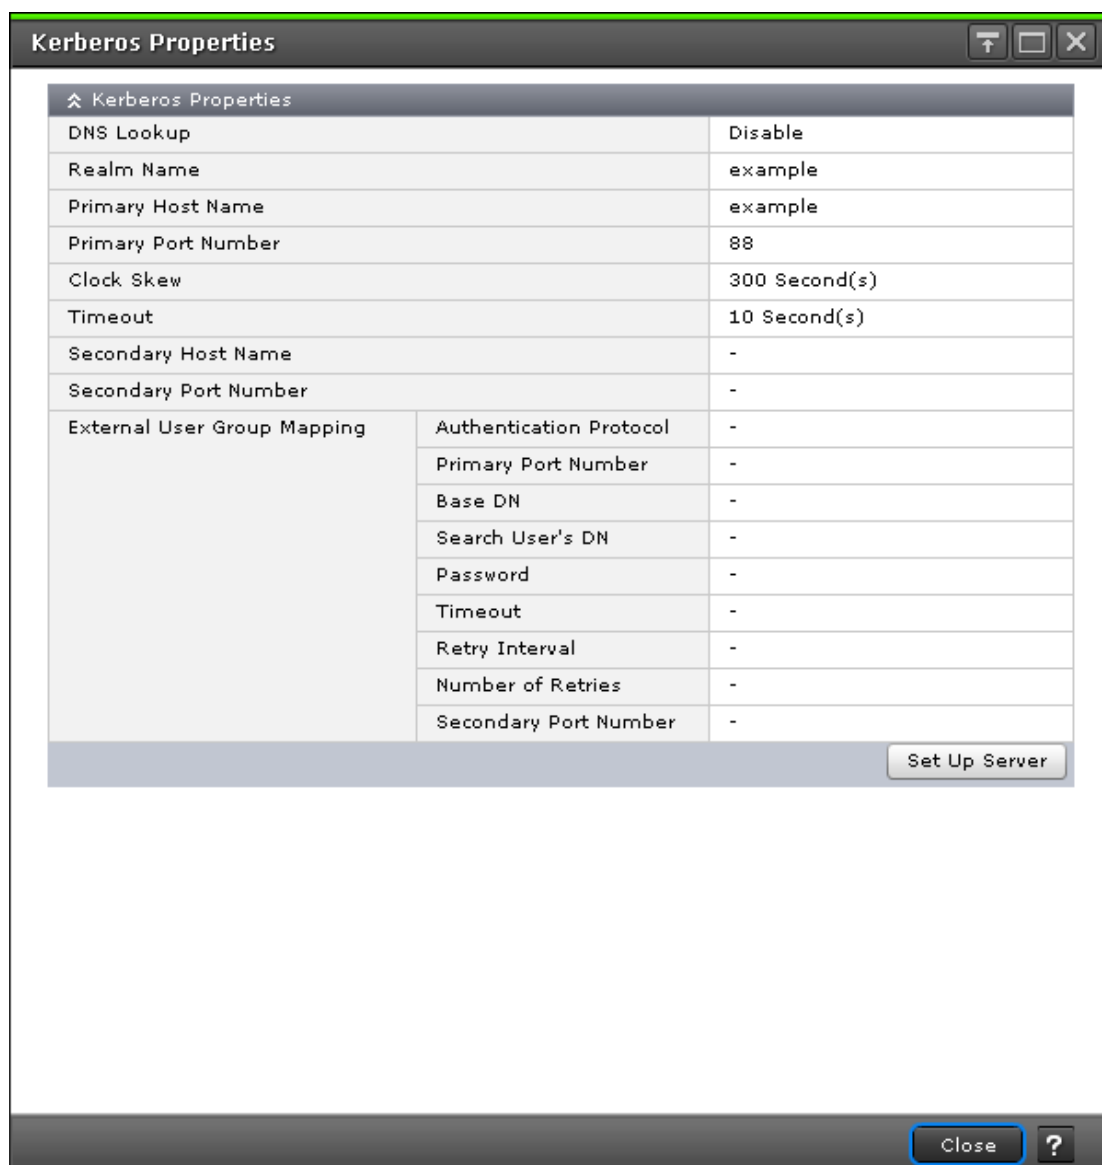 Kerberos Properties
Kerberos Properties
DNS Lookup Disable
Realm Name example
Primary Host Name example
Primary Port Number 88
Clock Skew 300 Second(s)
Timeout 10 Second(s)
Secondary Host Name -
Secondary Port Number -
External User Group Mapping Authentication Protocol -
Primary Port Number -
Base DN -
Search User's DN -
Password -
Timeout -
Retry Interval -
Number of Retries -
Secondary Port Number -
Set Up Server
Close ?